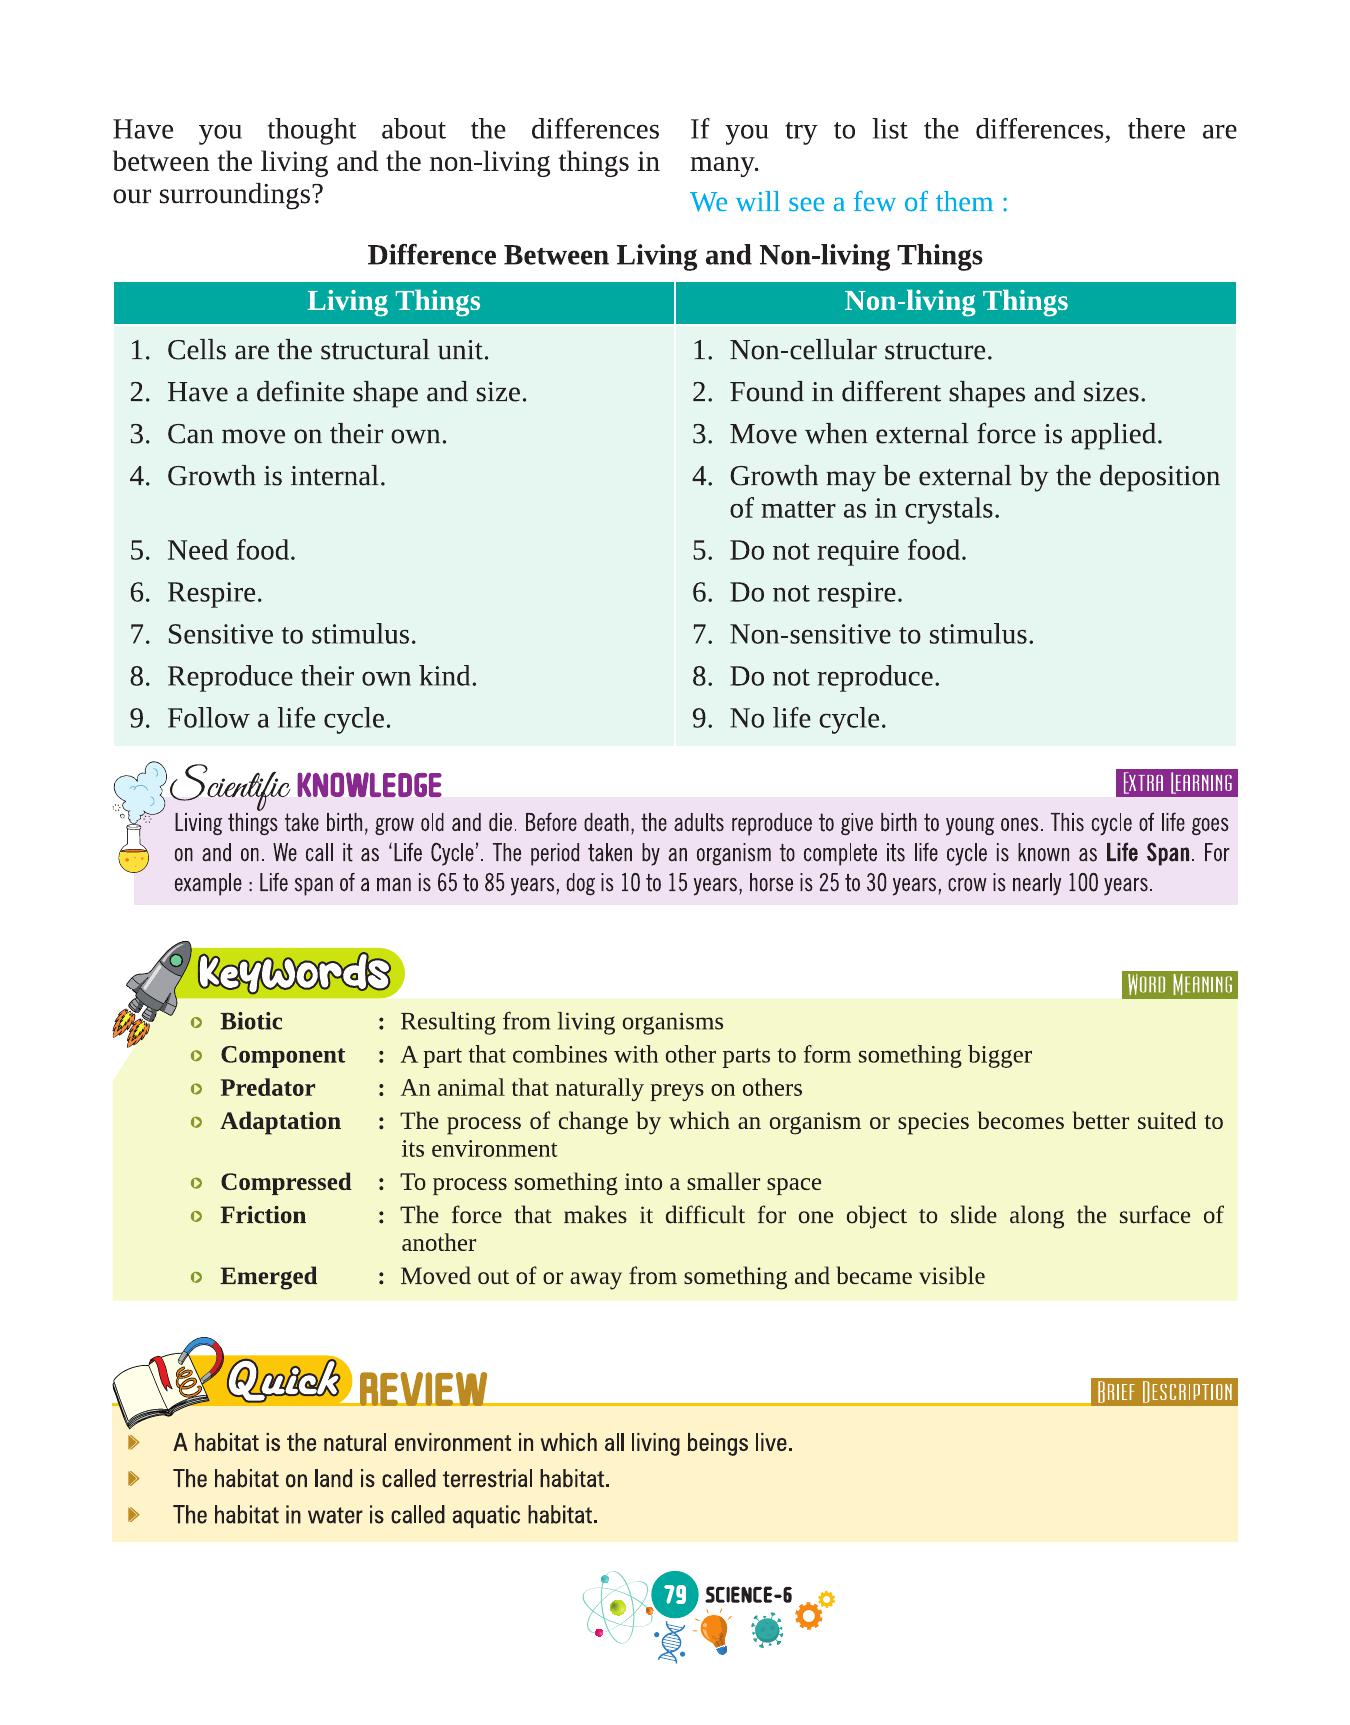 Have you thought about the differences
between the living and the non-living things in
our surroundings?
If you try to list the differences, there are
many.
We will see a few of them :
Difference Between Living and Non-living Things
Living Things
Non-living Things
1. Cells are the structural unit.
1. Non-cellular structure.
2. Have a definite shape and size.
2. Found in different shapes and sizes.
3. Can move on their own.
3. Move when external force is applied.
4. Growth is internal.
4. Growth may be external by the deposition
of matter as in crystals.
5. Need food.
5. Do not require food.
6. Respire.
6. Do not respire.
7. Sensitive to stimulus.
7. Non-sensitive to stimulus.
8. Reproduce their own kind.
8. Do not reproduce.
9. Follow a life cycle.
9. No life cycle.
Scientific KNOWLEDGE
EXTRA LEARNING
Living things take birth, grow old and die. Before death, the adults reproduce to give birth to young ones. This cycle of life goes
on and on. We call it as ‘Life Cycle’. The period taken by an organism to complete its life cycle is known as Life Span. For
example : Life span of a man is 65 to 85 years, dog is 10 to 15 years, horse is 25 to 30 years, crow is nearly 100 years.
KeyWords
WORD MEANING
Biotic : Resulting from living organisms
Component : A part that combines with other parts to form something bigger
Predator : An animal that naturally preys on others
Adaptation : The process of change by which an organism or species becomes better suited to
its environment
Compressed : To process something into a smaller space
Friction : The force that makes it difficult for one object to slide along the surface of
another
Emerged : Moved out of or away from something and became visible
Quick REVIEW
BRIEF DESCRIPTION
A habitat is the natural environment in which all living beings live.
The habitat on land is called terrestrial habitat.
The habitat in water is called aquatic habitat.
79 SCIENCE-6